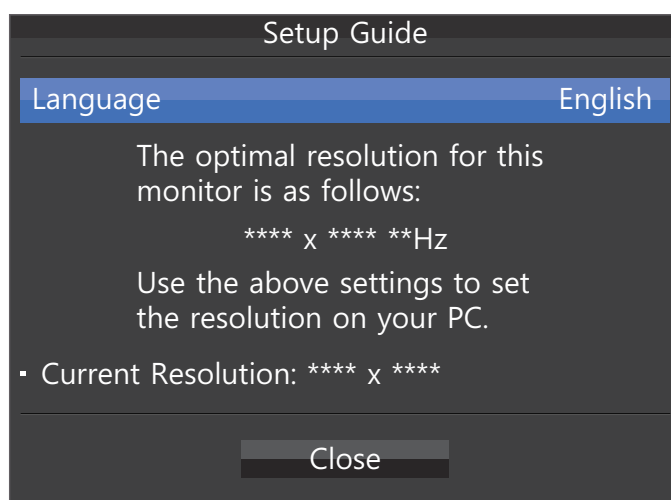 Setup Guide
Language English
The optimal resolution for this
monitor is as follows:
**** x **** **Hz
Use the above settings to set
the resolution on your PC.
▪ Current Resolution: **** x ****
Close